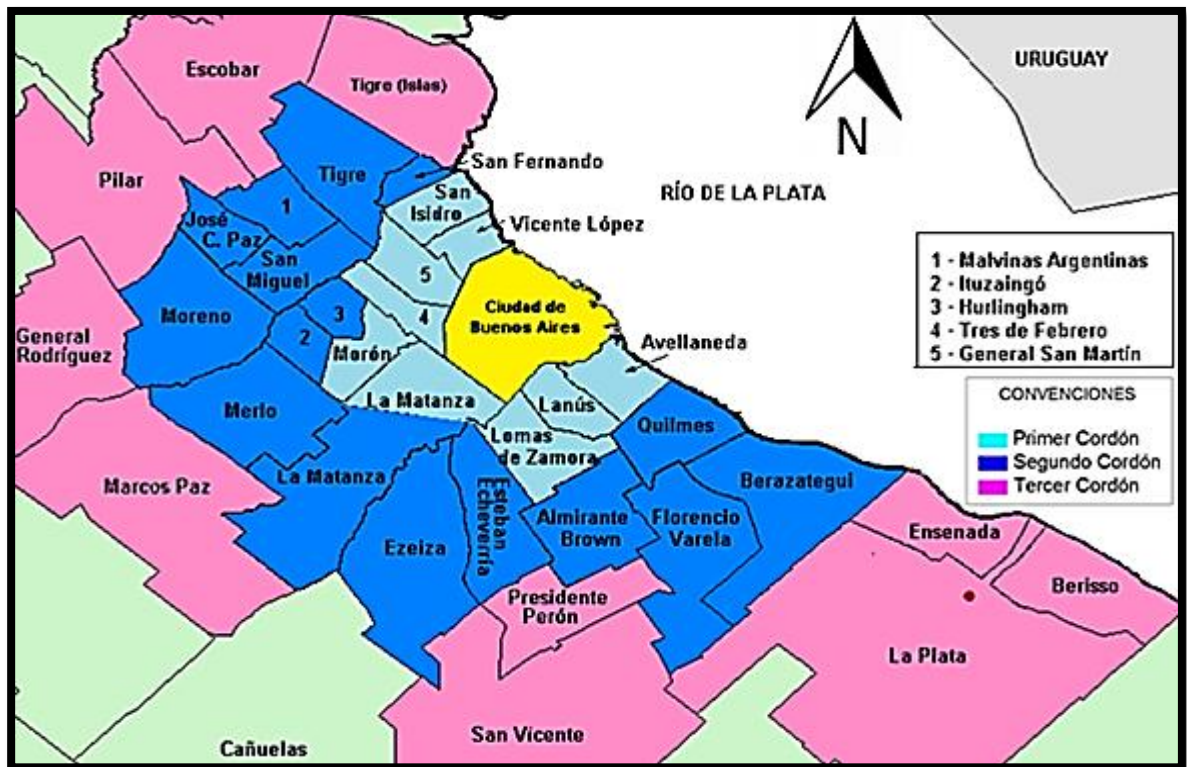 Escobar
Tigre (Islas)
URUGUAY
N
San Fernando
Pilar
Tigre
San
Isidro
RÍO DE LA PLATA
1
José
C. Paz
Vicente López
San
Miguel
5
1 - Malvinas Argentinas
2 - Ituzaingó
3 - Hurlingham
4 - Tres de Febrero
5 - General San Martín
Ciudad de
Buenos Aires
Moreno
3
4
2
General
Rodríguez
Morón
Avellaneda
La Matanza
Lanús
CONVENCIONES
Primer Cordón
Segundo Cordón
Tercer Cordón
Merlo
Quilmes
Lomas
de Zamora
La Matanza
Marcos Paz
Esteban
Echeverría
Berazategui
Almirante
Brown
Florencio
Varela
Ezeiza
Ensenada
Berisso
Presidente
Perón
La Plata
San Vicente
Cañuelas